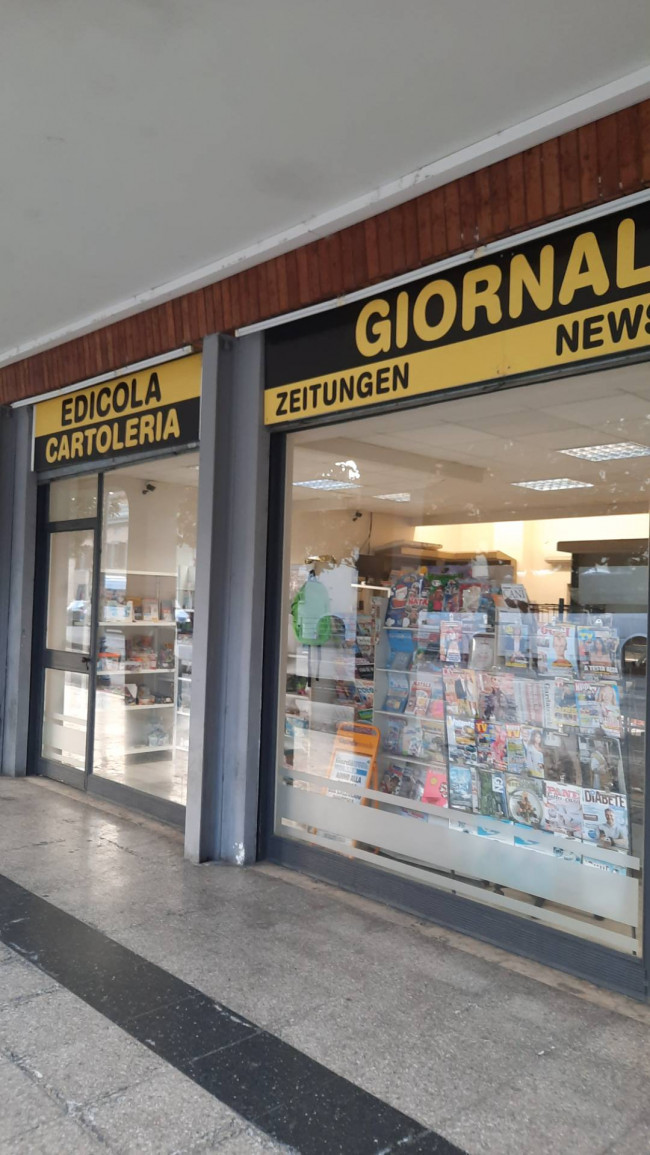 EDICOLA
CARTOLERIA
GIORNAL
ZEITUNGEN
NEWS
DIABETE